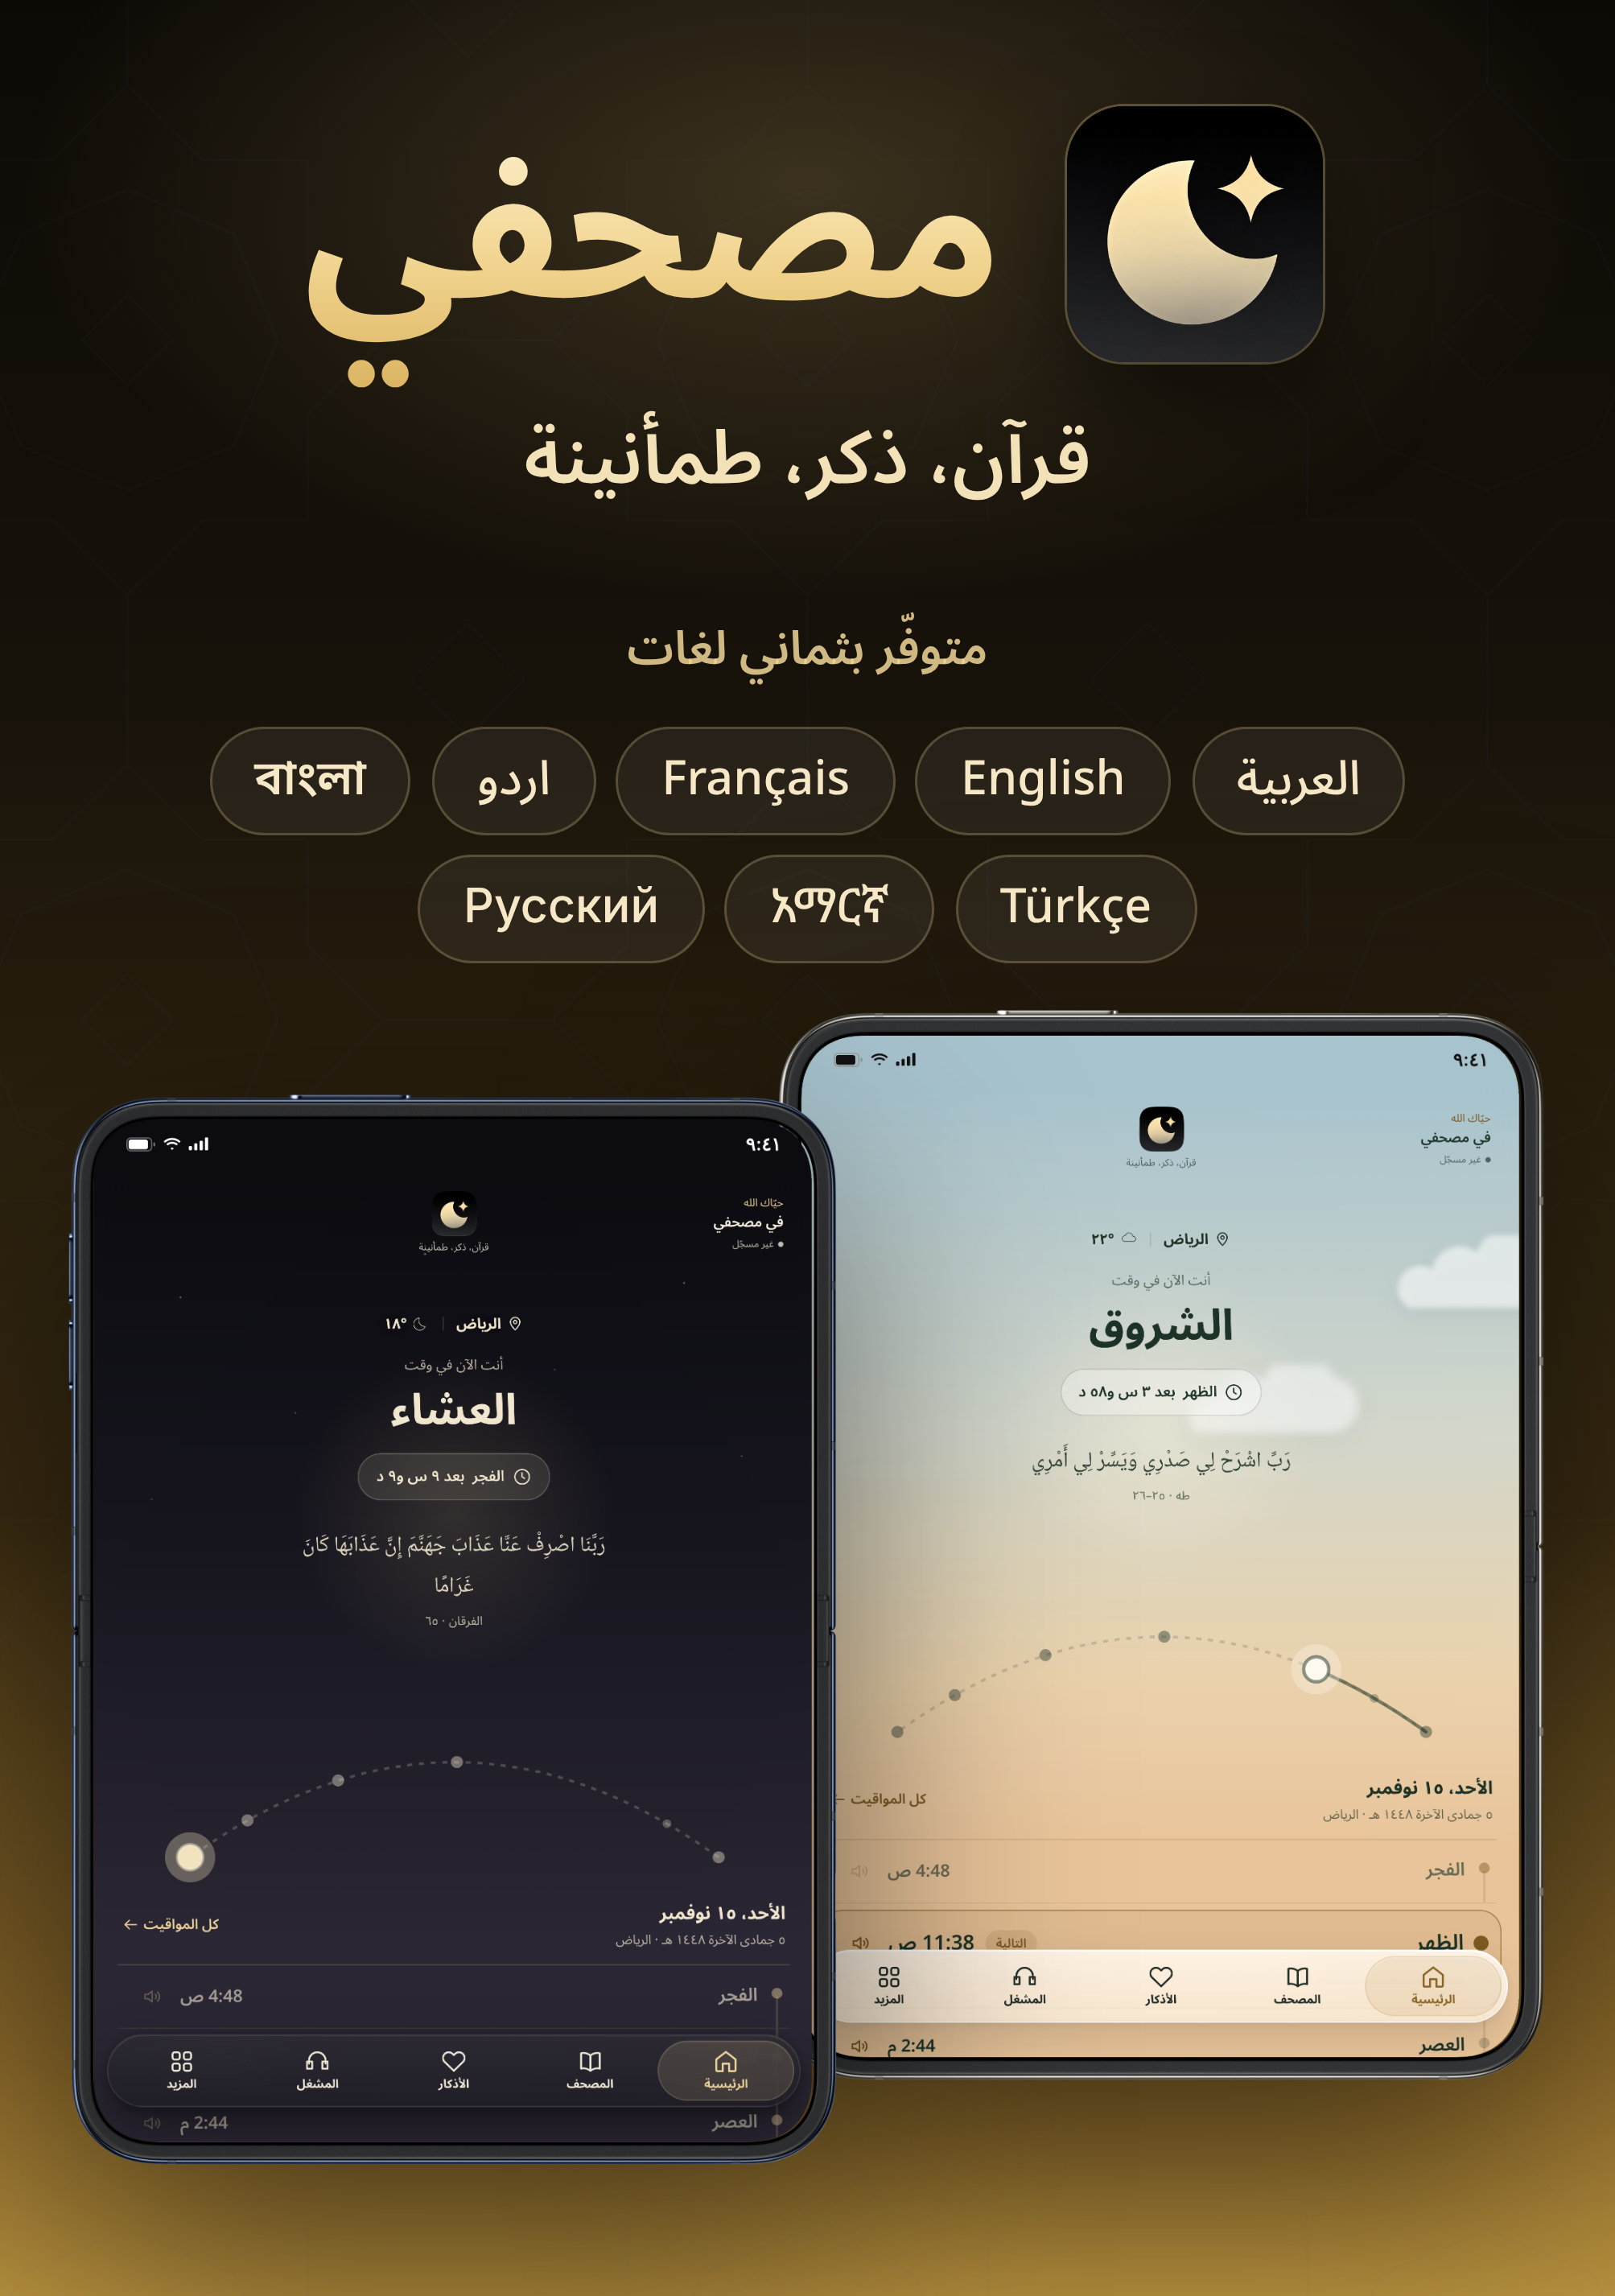 مصحفي
قرآن، ذكر، طمأنينة
متوفّر بثماني لغات
العربية English Français اردو বাংলা
Türkçe አማርኛ Русский
٩:٤١
حيّاك الله
في مصحفي
غير مسجّل
قرآن، ذكر، طمأنينة
الرياض ٢٢°
أنت الآن في وقت
الشروق
الظهر بعد ٣ س و٥٨ د
رَبِّ اشْرَحْ لِي صَدْرِي وَيَسِّرْ لِي أَمْرِي
طه · ٢٥–٢٦
الأحد، ١٥ نوفمبر
كل المواقيت ←
٥ جمادى الآخرة ١٤٤٨ هـ · الرياض
الفجر 4:48 ص
الظهر التالية 11:38 ص
الرئيسية المصحف الأذكار المشغل المزيد
العصر 2:44 م
٩:٤١
حيّاك الله
في مصحفي
غير مسجّل
قرآن، ذكر، طمأنينة
الرياض ١٨°
أنت الآن في وقت
العشاء
الفجر بعد ٩ س و٩ د
رَبَّنَا اصْرِفْ عَنَّا عَذَابَ جَهَنَّمَ إِنَّ عَذَابَهَا كَانَ
غَرَامًا
الفرقان · ٦٥
الأحد، ١٥ نوفمبر
كل المواقيت ←
٥ جمادى الآخرة ١٤٤٨ هـ · الرياض
الفجر 4:48 ص
الرئيسية المصحف الأذكار المشغل المزيد
العصر 2:44 م